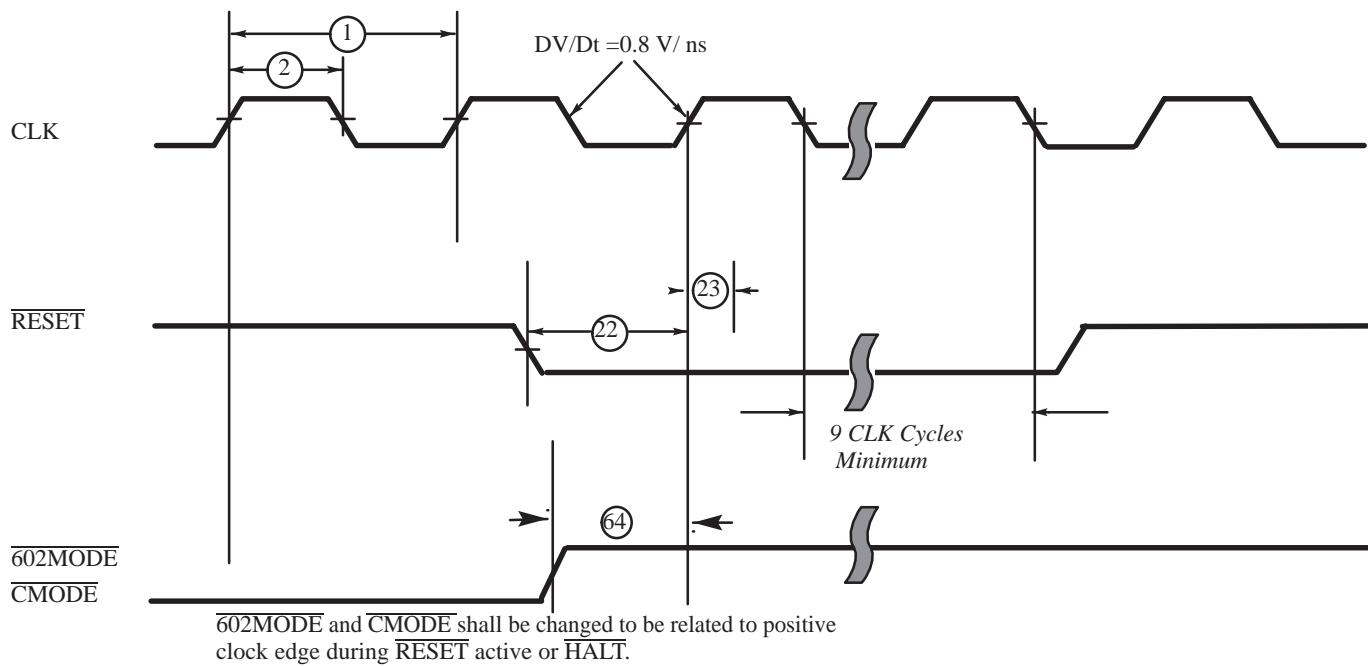 1
2
DV/Dt =0.8 V/ ns
CLK
23
RESET
22
9 CLK Cycles
Minimum
64
602MODE
CMODE
602MODE and CMODE shall be changed to be related to positive
clock edge during RESET active or HALT.